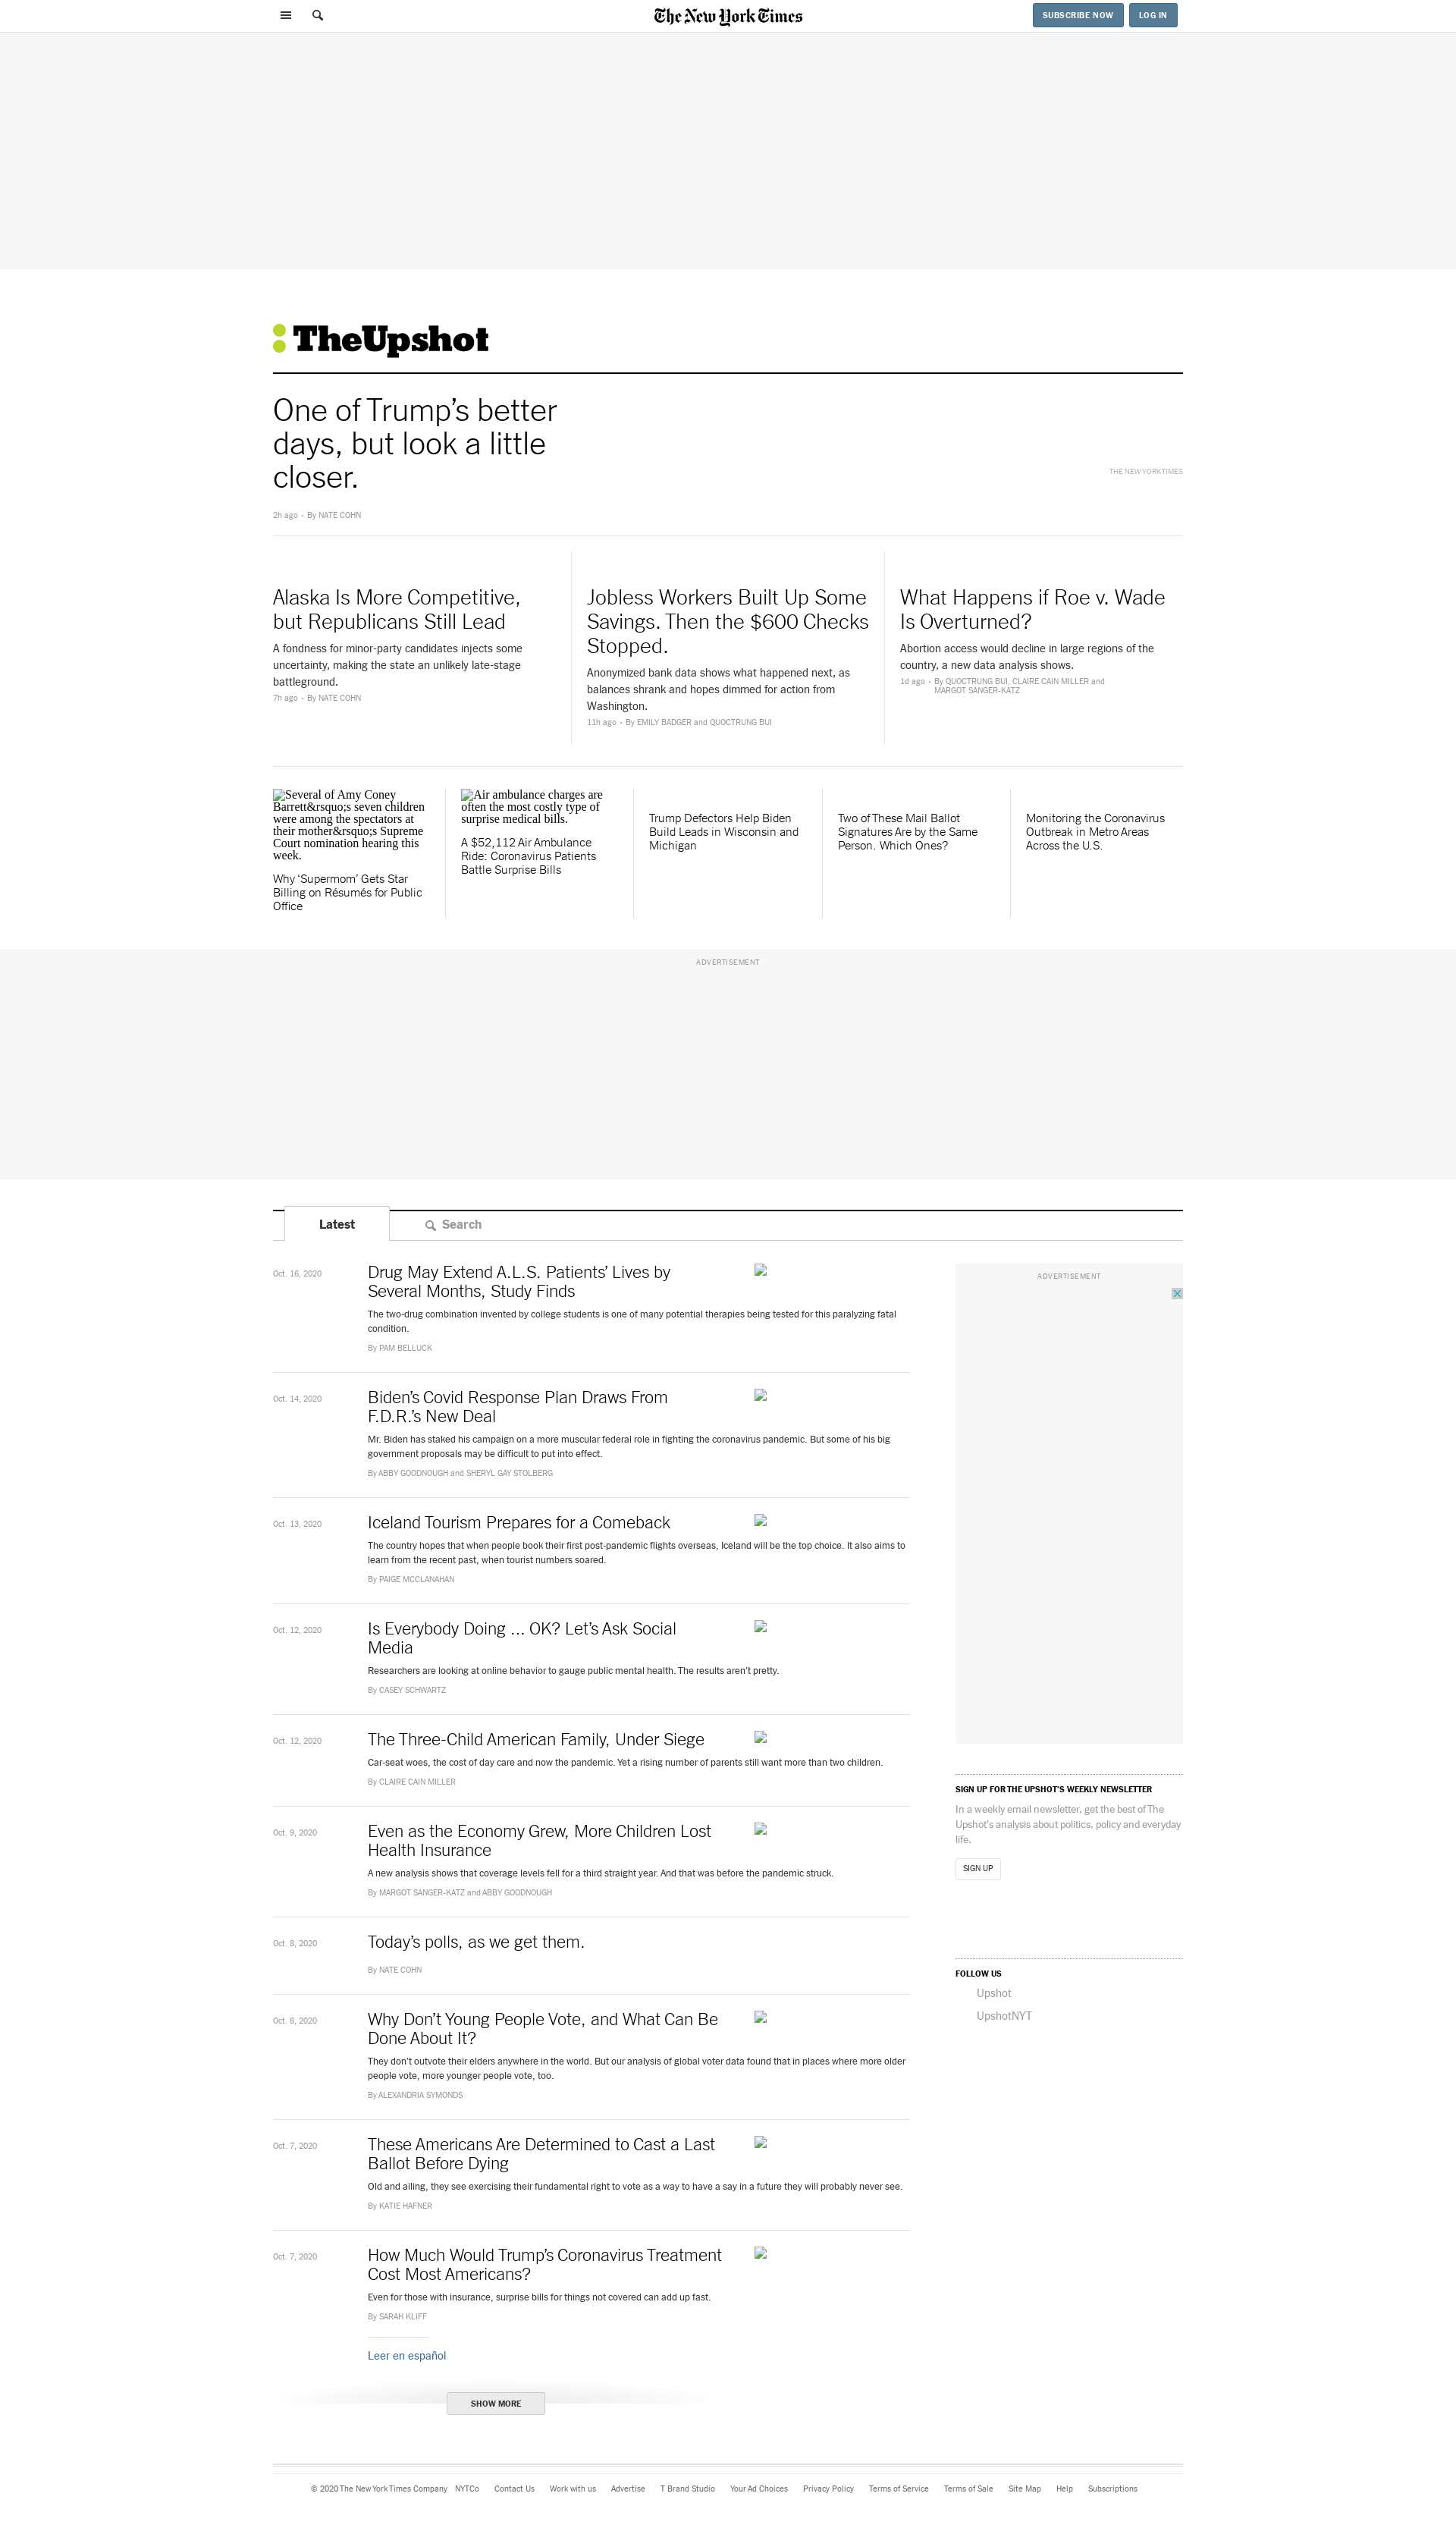 The New York Times
SUBSCRIBE NOW
LOG IN
TheUpshot
One of Trump’s better
days, but look a little
closer.
THE NEW YORK TIMES
2h ago • By NATE COHN
Alaska Is More Competitive,
but Republicans Still Lead
A fondness for minor-party candidates injects some
uncertainty, making the state an unlikely late-stage
battleground.
7h ago • By NATE COHN
Jobless Workers Built Up Some
Savings. Then the $600 Checks
Stopped.
Anonymized bank data shows what happened next, as
balances shrank and hopes dimmed for action from
Washington.
11h ago • By EMILY BADGER and QUOCTRUNG BUI
What Happens if Roe v. Wade
Is Overturned?
Abortion access would decline in large regions of the
country, a new data analysis shows.
1d ago • By QUOCTRUNG BUI, CLAIRE CAIN MILLER and
MARGOT SANGER-KATZ
Several of Amy Coney
Barrett&rsquo;s seven children
were among the spectators at
their mother&rsquo;s Supreme
Court nomination hearing this
week.
Why ‘Supermom’ Gets Star
Billing on Résumés for Public
Office
Air ambulance charges are
often the most costly type of
surprise medical bills.
A $52,112 Air Ambulance
Ride: Coronavirus Patients
Battle Surprise Bills
Trump Defectors Help Biden
Build Leads in Wisconsin and
Michigan
Two of These Mail Ballot
Signatures Are by the Same
Person. Which Ones?
Monitoring the Coronavirus
Outbreak in Metro Areas
Across the U.S.
ADVERTISEMENT
Latest
Search
Oct. 16, 2020
Drug May Extend A.L.S. Patients’ Lives by
Several Months, Study Finds
The two-drug combination invented by college students is one of many potential therapies being tested for this paralyzing fatal
condition.
By PAM BELLUCK
Oct. 14, 2020
Biden’s Covid Response Plan Draws From
F.D.R.’s New Deal
Mr. Biden has staked his campaign on a more muscular federal role in fighting the coronavirus pandemic. But some of his big
government proposals may be difficult to put into effect.
By ABBY GOODNOUGH and SHERYL GAY STOLBERG
Oct. 13, 2020
Iceland Tourism Prepares for a Comeback
The country hopes that when people book their first post-pandemic flights overseas, Iceland will be the top choice. It also aims to
learn from the recent past, when tourist numbers soared.
By PAIGE MCCLANAHAN
Oct. 12, 2020
Is Everybody Doing ... OK? Let’s Ask Social
Media
Researchers are looking at online behavior to gauge public mental health. The results aren’t pretty.
By CASEY SCHWARTZ
Oct. 12, 2020
The Three-Child American Family, Under Siege
Car-seat woes, the cost of day care and now the pandemic. Yet a rising number of parents still want more than two children.
By CLAIRE CAIN MILLER
Oct. 9, 2020
Even as the Economy Grew, More Children Lost
Health Insurance
A new analysis shows that coverage levels fell for a third straight year. And that was before the pandemic struck.
By MARGOT SANGER-KATZ and ABBY GOODNOUGH
Oct. 8, 2020
Today’s polls, as we get them.
By NATE COHN
Oct. 8, 2020
Why Don’t Young People Vote, and What Can Be
Done About It?
They don’t outvote their elders anywhere in the world. But our analysis of global voter data found that in places where more older
people vote, more younger people vote, too.
By ALEXANDRIA SYMONDS
Oct. 7, 2020
These Americans Are Determined to Cast a Last
Ballot Before Dying
Old and ailing, they see exercising their fundamental right to vote as a way to have a say in a future they will probably never see.
By KATIE HAFNER
Oct. 7, 2020
How Much Would Trump’s Coronavirus Treatment
Cost Most Americans?
Even for those with insurance, surprise bills for things not covered can add up fast.
By SARAH KLIFF
Leer en español
SHOW MORE
ADVERTISEMENT
SIGN UP FOR THE UPSHOT’S WEEKLY NEWSLETTER
In a weekly email newsletter, get the best of The
Upshot’s analysis about politics, policy and everyday
life.
SIGN UP
FOLLOW US
Upshot
UpshotNYT
© 2020 The New York Times Company NYTCo Contact Us Work with us Advertise T Brand Studio Your Ad Choices Privacy Policy Terms of Service Terms of Sale Site Map Help Subscriptions